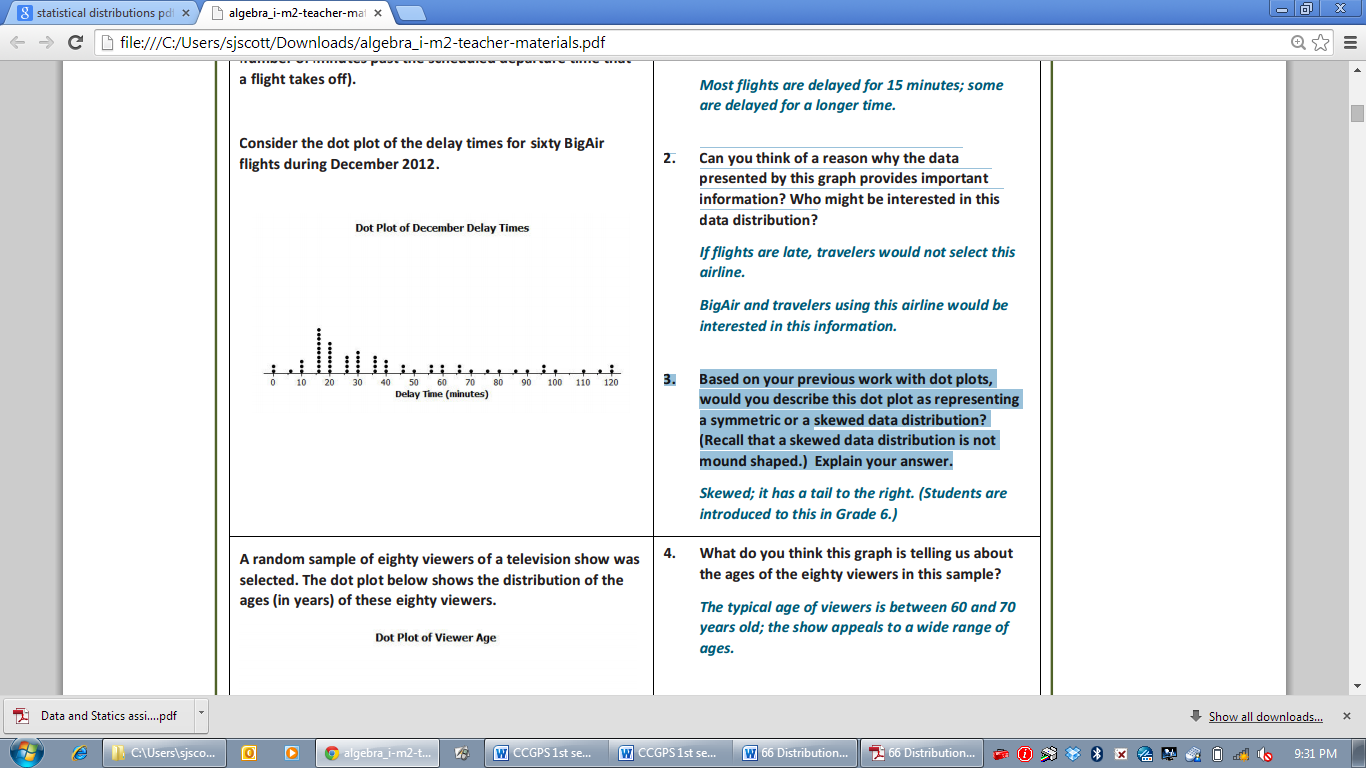 statistical distributions pdf
algebra_i-m2-teacher-mat
file:///C:/Users/sjscott/Downloads/algebra_i-m2-teacher-materials.pdf
number of minutes past the scheduled departure time that
a flight takes off).
Consider the dot plot of the delay times for sixty BigAir
flights during December 2012.
Dot Plot of December Delay Times
0 10 20 30 40 50 60 70 80 90 100 110 120
Delay Time (minutes)
Most flights are delayed for 15 minutes; some
are delayed for a longer time.
2. Can you think of a reason why the data
presented by this graph provides important
information? Who might be interested in this
data distribution?
If flights are late, travelers would not select this
airline.
BigAir and travelers using this airline would be
interested in this information.
3. Based on your previous work with dot plots,
would you describe this dot plot as representing
a symmetric or a skewed data distribution?
(Recall that a skewed data distribution is not
mound shaped.) Explain your answer.
Skewed; it has a tail to the right. (Students are
introduced to this in Grade 6.)
A random sample of eighty viewers of a television show was
selected. The dot plot below shows the distribution of the
ages (in years) of these eighty viewers.
Dot Plot of Viewer Age
4. What do you think this graph is telling us about
the ages of the eighty viewers in this sample?
The typical age of viewers is between 60 and 70
years old; the show appeals to a wide range of
ages.
Data and Statics assi....pdf
Show all downloads...
C:\Users\sjsco...
algebra_i-m2-t...
CCGPS 1st se...
CCGPS 1st se...
66 Distribution...
66 Distribution...
9:31 PM